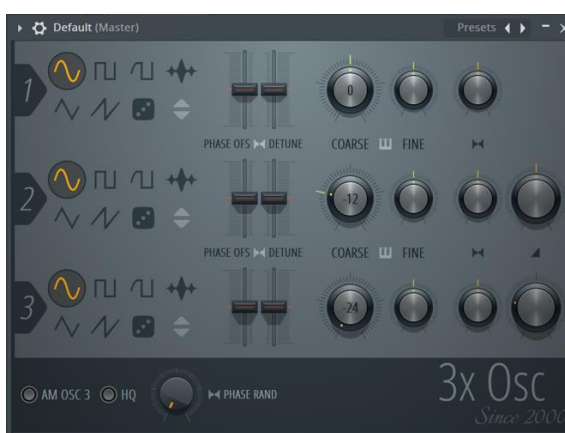 Default (Master) Presets
1
0
PHASE OFS DETUNE COARSE FINE
2
-12
PHASE OFS DETUNE COARSE FINE
3
-24
AM OSC 3 HQ PHASE RAND
3x Osc
Since 2000